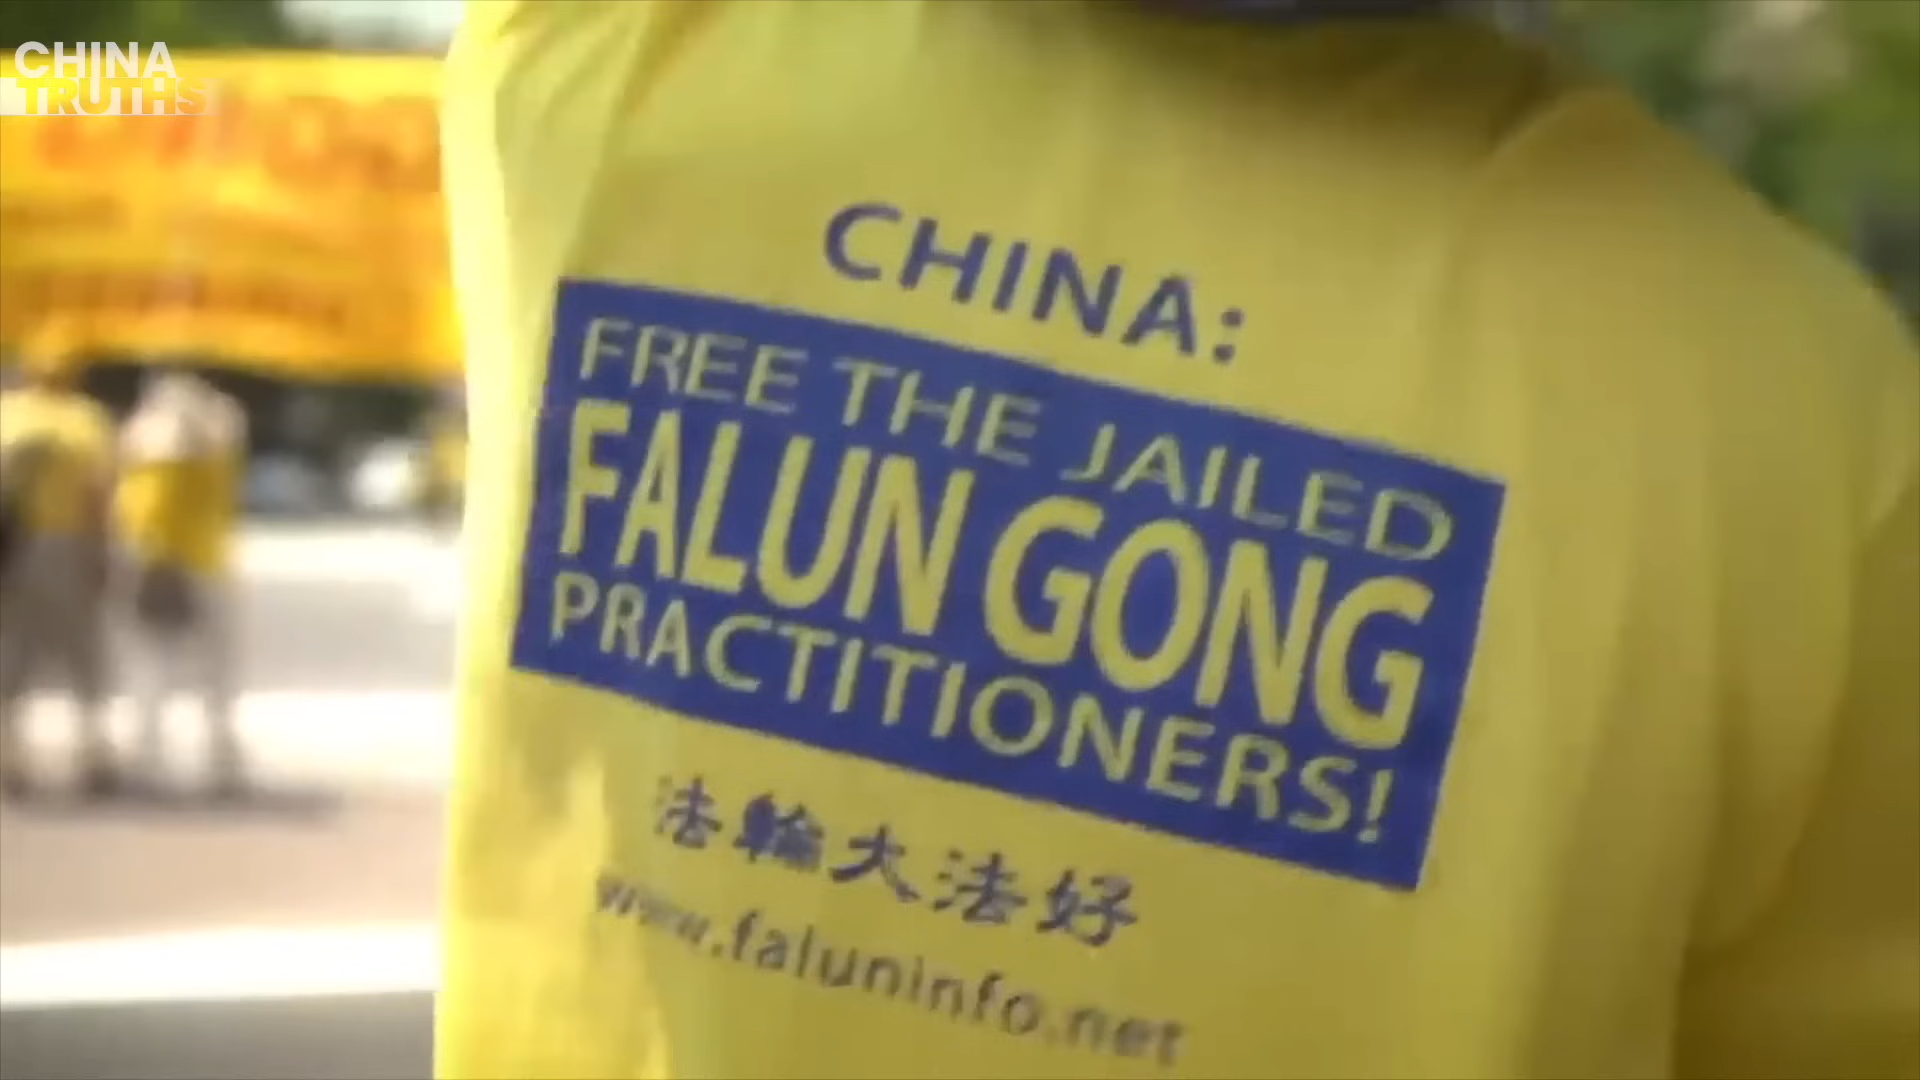 CHINA
TRUTHS
CHINA:
FREE THE JAILED
FALUN GONG
PRACTITIONERS!
法輪大法好
www.faluninfo.net